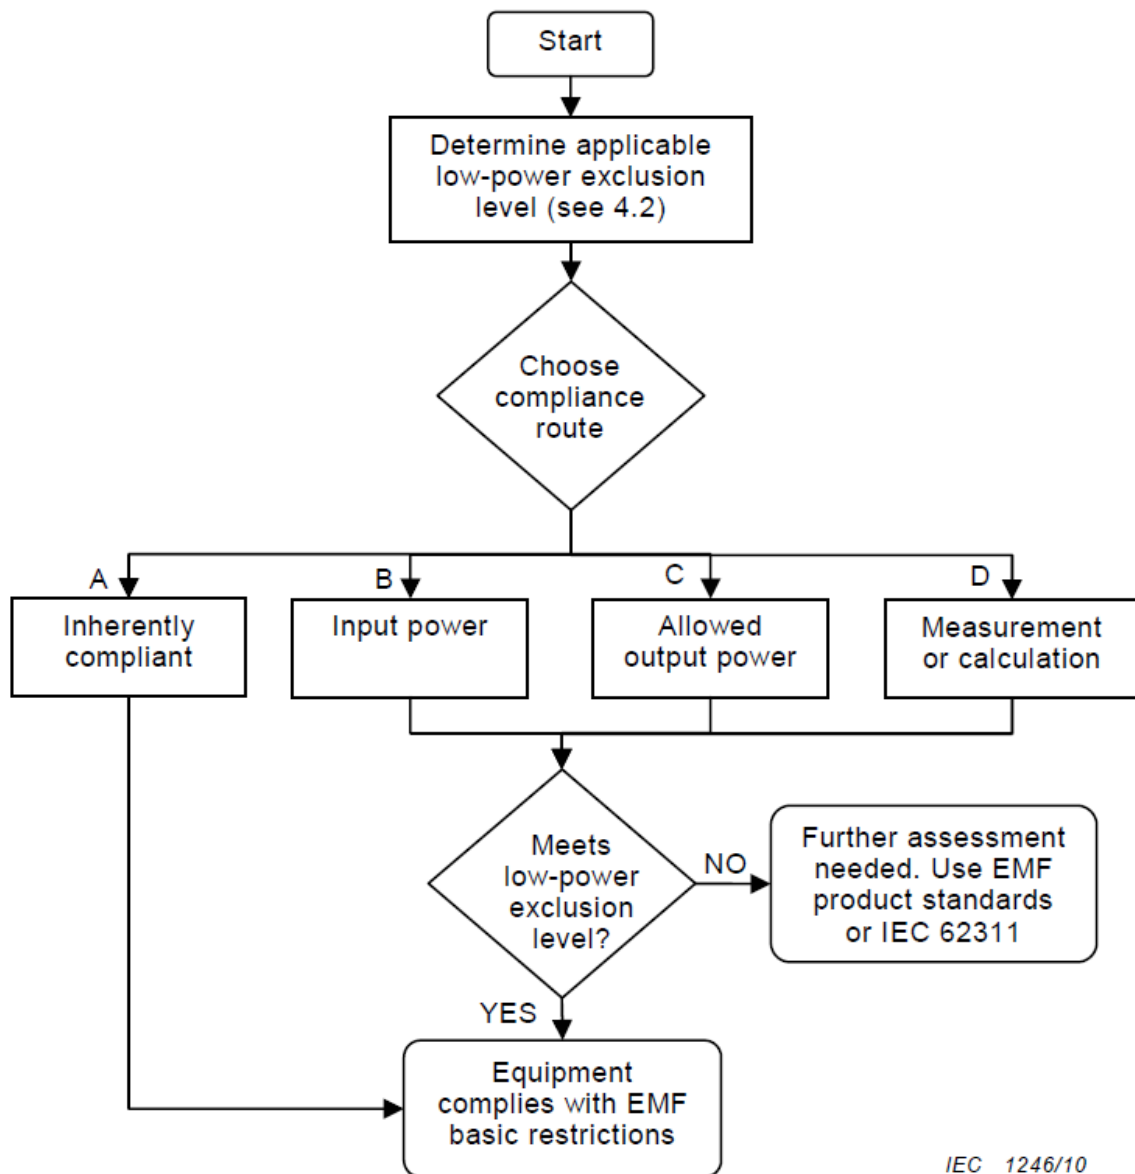 Start
Determine applicable
low-power exclusion
level (see 4.2)
Choose
compliance
route
A
B
C
D
Inherently
compliant
Input power
Allowed
output power
Measurement
or calculation
Meets
low-power
exclusion
level?
NO
Further assessment
needed. Use EMF
product standards
or IEC 62311
YES
Equipment
complies with EMF
basic restrictions
IEC 1246/10